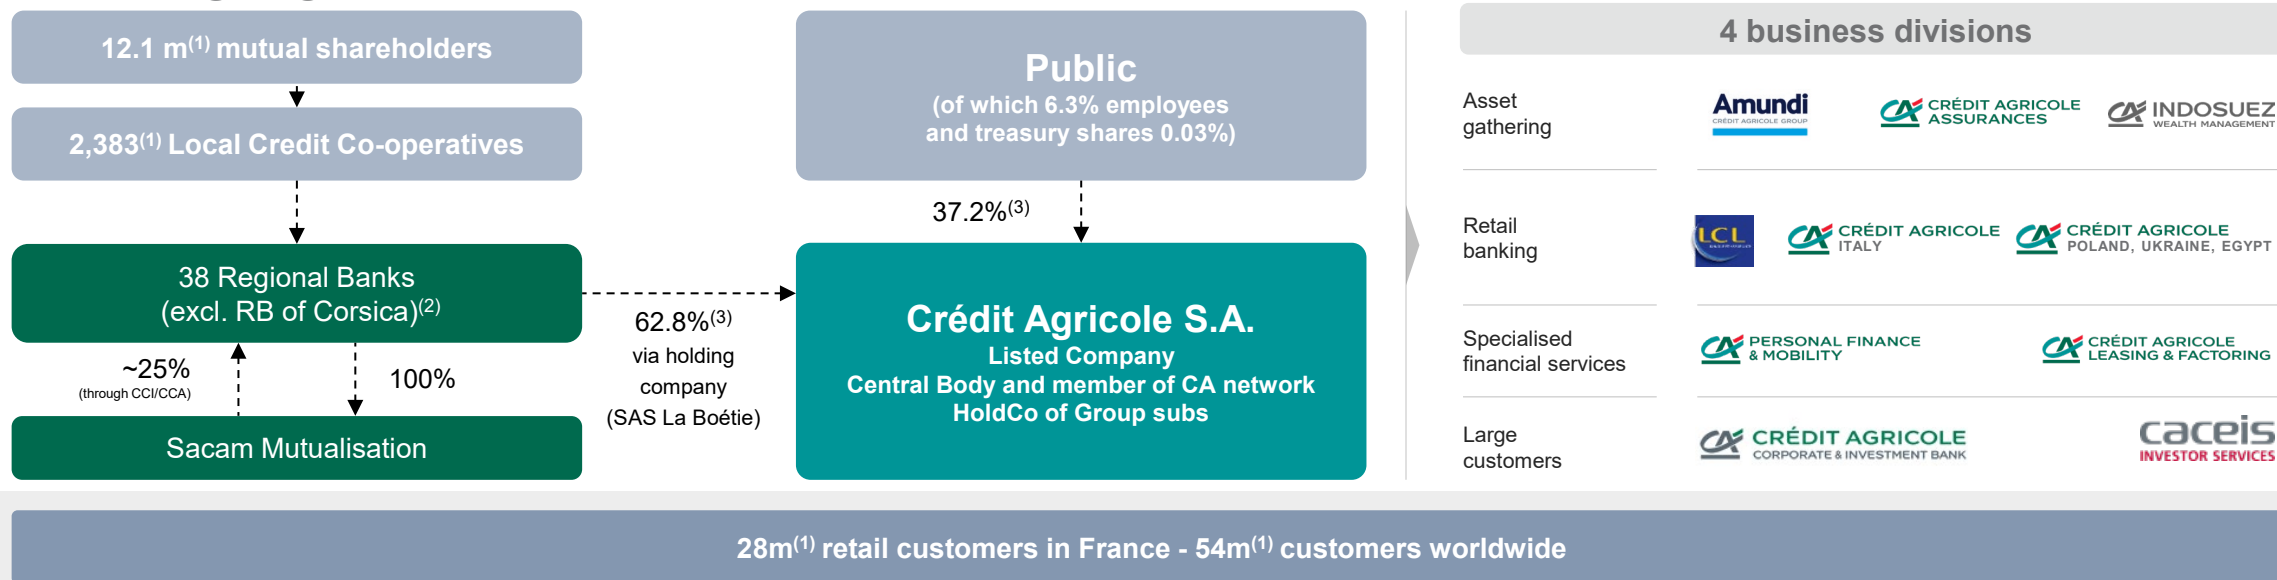 12.1 m(1) mutual shareholders
2,383(1) Local Credit Co-operatives
38 Regional Banks
(excl. RB of Corsica)(2)
~25%
(through CCI/CCA)
100%
Sacam Mutualisation
62.8%(3)
via holding
company
(SAS La Boétie)
Public
(of which 6.3% employees
and treasury shares 0.03%)
37.2%(3)
Crédit Agricole S.A.
Listed Company
Central Body and member of CA network
HoldCo of Group subs
4 business divisions
Asset
gathering
Amundi
CRÉDIT AGRICOLE GROUP
CRÉDIT AGRICOLE
ASSURANCES
INDOSUEZ
WEALTH MANAGEMENT
Retail
banking
LCL
CRÉDIT AGRICOLE
ITALY
CRÉDIT AGRICOLE
POLAND, UKRAINE, EGYPT
Specialised
financial services
PERSONAL FINANCE
& MOBILITY
CRÉDIT AGRICOLE
LEASING & FACTORING
Large
customers
CRÉDIT AGRICOLE
CORPORATE & INVESTMENT BANK
caceis
INVESTOR SERVICES
28m(1) retail customers in France - 54m(1) customers worldwide